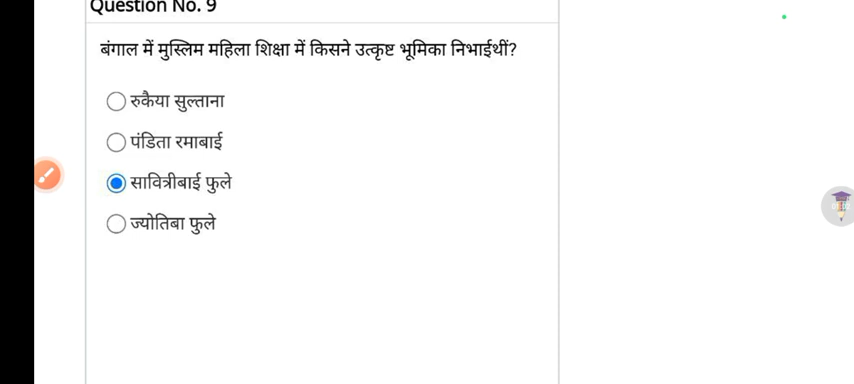 Question No. 9
बंगाल में मुस्लिम महिला शिक्षा में किसने उत्कृष्ट भूमिका निभाईथीं?
रुकैया सुल्ताना
पंडिता रमाबाई
सावित्रीबाई फुले
ज्योतिबा फुले